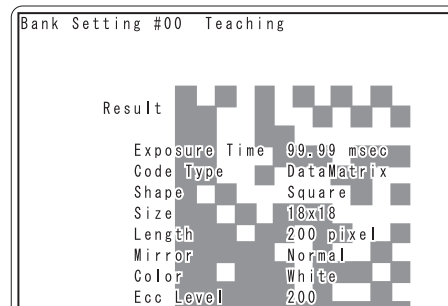 Bank Setting #00 Teaching
Result
Exposure Time 99.99 msec
Code Type DataMatrix
Shape Square
Size 18x18
Length 200 pixel
Mirror Normal
Color White
Ecc Level 200